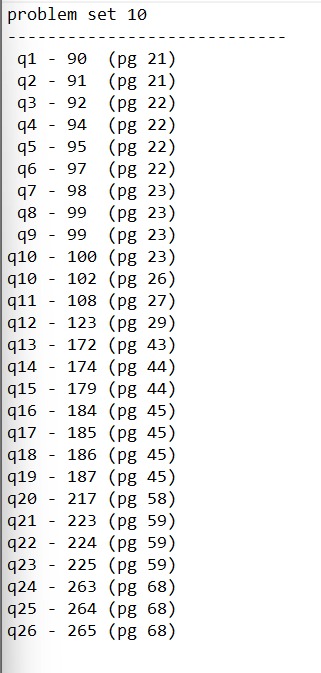 problem set 10
----------------------------
q1 - 90 (pg 21)
q2 - 91 (pg 21)
q3 - 92 (pg 22)
q4 - 94 (pg 22)
q5 - 95 (pg 22)
q6 - 97 (pg 22)
q7 - 98 (pg 23)
q8 - 99 (pg 23)
q9 - 99 (pg 23)
q10 - 100 (pg 23)
q10 - 102 (pg 26)
q11 - 108 (pg 27)
q12 - 123 (pg 29)
q13 - 172 (pg 43)
q14 - 174 (pg 44)
q15 - 179 (pg 44)
q16 - 184 (pg 45)
q17 - 185 (pg 45)
q18 - 186 (pg 45)
q19 - 187 (pg 45)
q20 - 217 (pg 58)
q21 - 223 (pg 59)
q22 - 224 (pg 59)
q23 - 225 (pg 59)
q24 - 263 (pg 68)
q25 - 264 (pg 68)
q26 - 265 (pg 68)